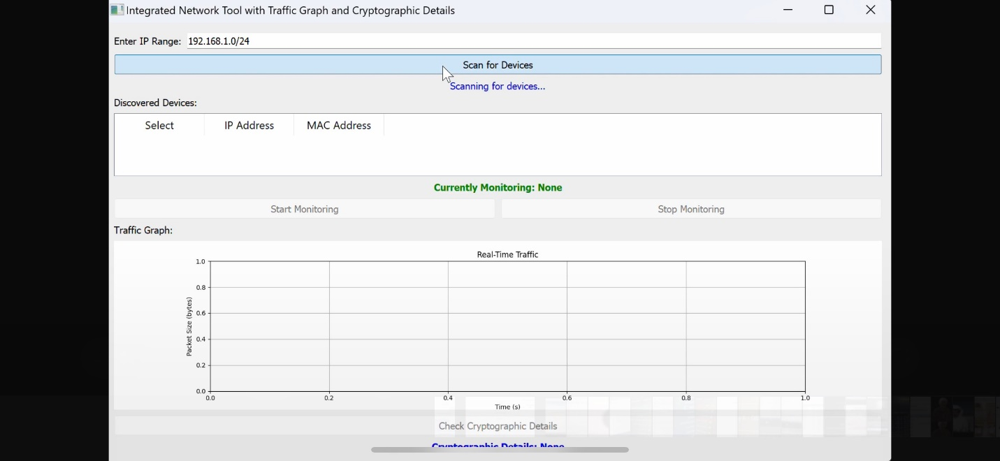 Integrated Network Tool with Traffic Graph and Cryptographic Details
Enter IP Range: 192.168.1.0/24
Scan for Devices
Scanning for devices...
Discovered Devices:
Select IP Address MAC Address
Currently Monitoring: None
Start Monitoring Stop Monitoring
Traffic Graph:
Real-Time Traffic
1.0
0.8
0.6
0.4
0.2
0.0
Packet Size (bytes)
0.0 0.2 0.4 0.6 0.8 1.0
Time (s)
Check Cryptographic Details
Cryptographic Details: None